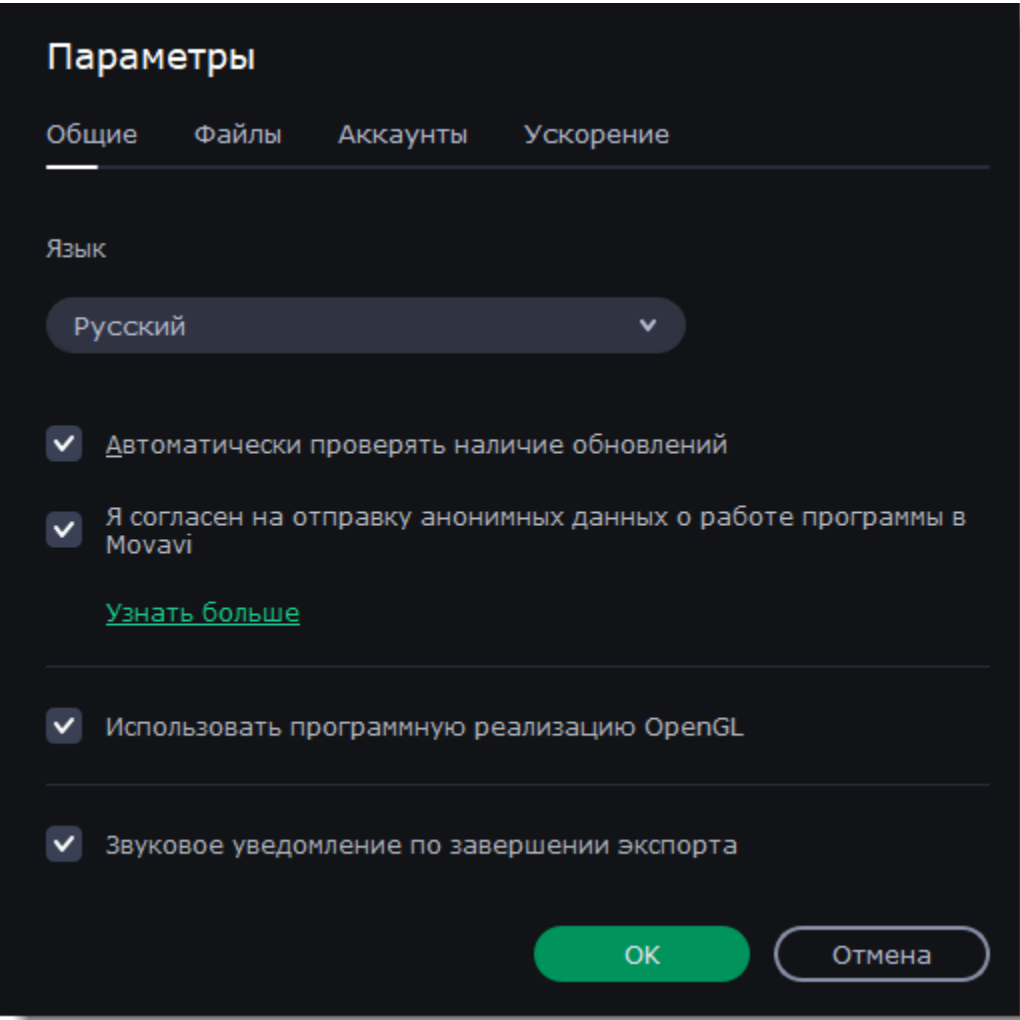 Параметры
Общие Файлы Аккаунты Ускорение
Язык
Русский
Автоматически проверять наличие обновлений
Я согласен на отправку анонимных данных о работе программы в
Movavi
Узнать больше
Использовать программную реализацию OpenGL
Звуковое уведомление по завершении экспорта
OK Отмена